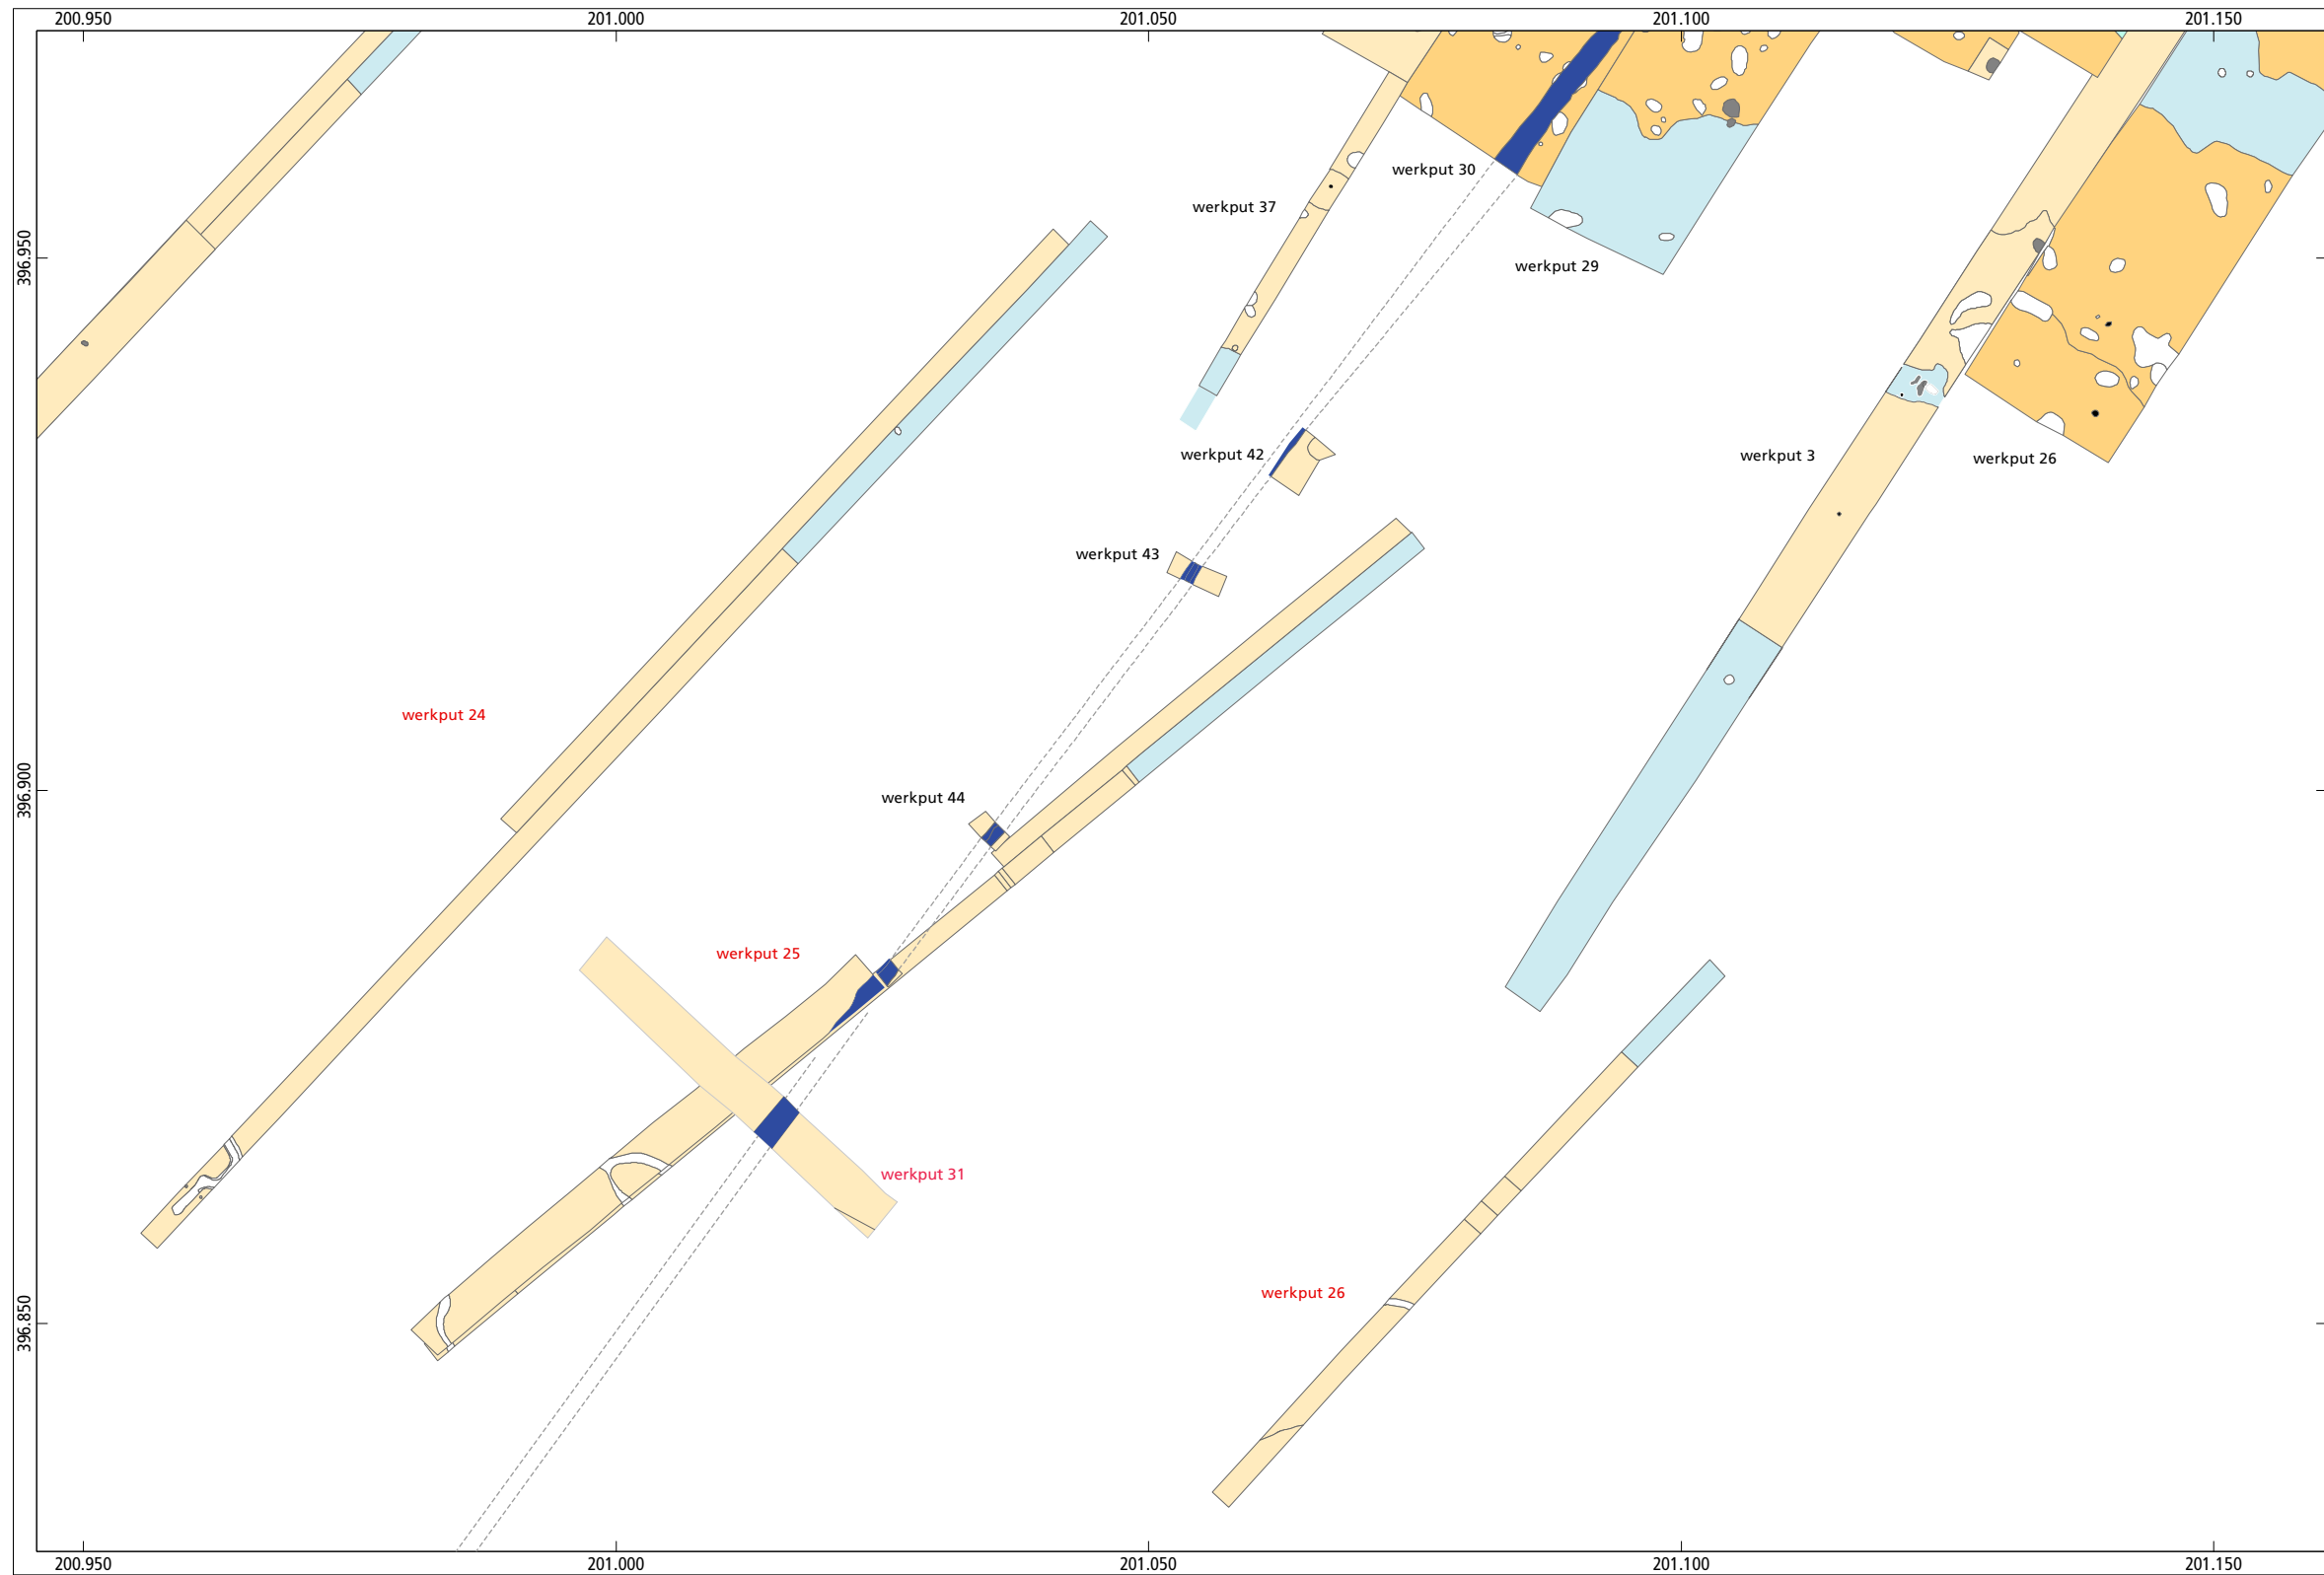 200.950 201.000 201.050 201.100 201.150
werkput 30
werkput 37
396.950
werkput 29
werkput 42
werkput 3
werkput 26
werkput 43
werkput 24
396.900
werkput 44
werkput 25
werkput 31
werkput 26
396.850
200.950 201.000 201.050 201.100 201.150